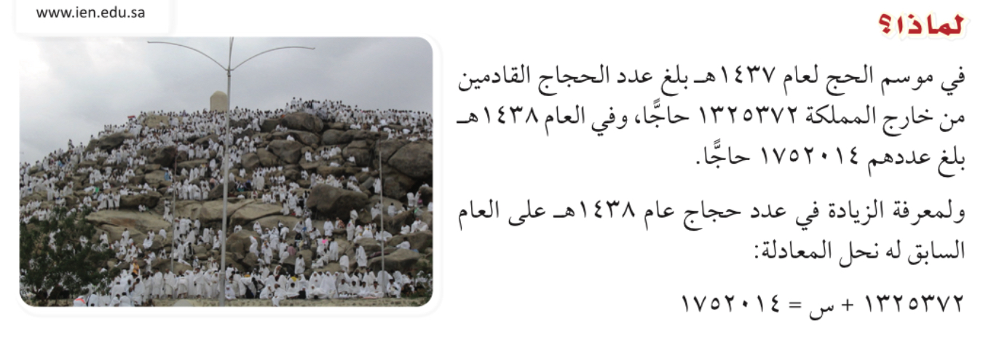 www.ien.edu.sa
لماذا؟
في موسم الحج لعام ١٤٣٧هـ بلغ عدد الحجاج القادمين
من خارج المملكة ١٣٢٥٣٧٢ حاجًّا، وفي العام ١٤٣٨هـ
بلغ عددهم ١٧٥٢٠١٤ حاجًّا.
ولمعرفة الزيادة في عدد حجاج عام ١٤٣٨هـ على العام
السابق له نحل المعادلة:
١٣٢٥٣٧٢ + س = ١٧٥٢٠١٤